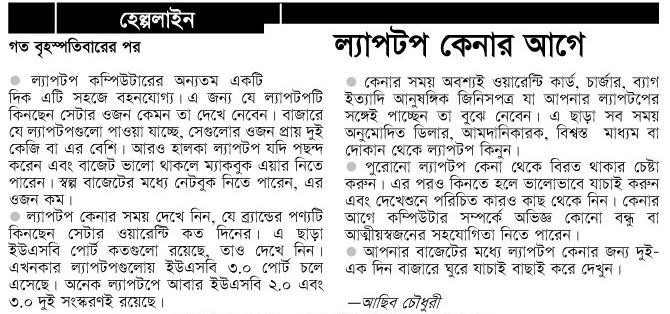 হেল্পলাইন
গত বৃহস্পতিবারের পর
ল্যাপটপ কেনার আগে
● ল্যাপটপ কম্পিউটারের অন্যতম একটি
দিক এটি সহজে বহনযোগ্য। এ জন্য যে ল্যাপটপটি
কিনছেন সেটার ওজন কেমন তা দেখে নেবেন। বাজারে
যে ল্যাপটপগুলো পাওয়া যাচ্ছে, সেগুলোর ওজন প্রায় দুই
কেজি বা এর বেশি। আরও হালকা ল্যাপটপ যদি পছন্দ
করেন এবং বাজেট ভালো থাকলে ম্যাকবুক এয়ার নিতে
পারেন। স্বল্প বাজেটের মধ্যে নেটবুক নিতে পারেন, এর
ওজন কম।
● ল্যাপটপ কেনার সময় দেখে নিন, যে ব্র্যান্ডের পণ্যটি
কিনছেন সেটার ওয়ারেন্টি কত দিনের। এ ছাড়া
ইউএসবি পোর্ট কতগুলো রয়েছে, তাও দেখে নিন।
এখনকার ল্যাপটপগুলোয় ইউএসবি ৩.০ পোর্ট চলে
এসেছে। অনেক ল্যাপটপে আবার ইউএসবি ২.০ এবং
৩.০ দুই সংস্করণই রয়েছে।
● কেনার সময় অবশ্যই ওয়ারেন্টি কার্ড, চার্জার, ব্যাগ
ইত্যাদি আনুষঙ্গিক জিনিসপত্র যা আপনার ল্যাপটপের
সঙ্গেই পাচ্ছেন তা বুঝে নেবেন। এ ছাড়া সব সময়
অনুমোদিত ডিলার, আমদানিকারক, বিশ্বস্ত মাধ্যম বা
দোকান থেকে ল্যাপটপ কিনুন।
● পুরোনো ল্যাপটপ কেনা থেকে বিরত থাকার চেষ্টা
করুন। এর পরও কিনতে হলে ভালোভাবে যাচাই করুন
এবং দেখেশুনে পরিচিত কারও কাছ থেকে নিন। কেনার
আগে কম্পিউটার সম্পর্কে অভিজ্ঞ কোনো বন্ধু বা
আত্মীয়স্বজনের সহযোগিতা নিতে পারেন।
● আপনার বাজেটের মধ্যে ল্যাপটপ কেনার জন্য দুই-
এক দিন বাজারে ঘুরে যাচাই বাছাই করে দেখুন।
—আছিব চৌধুরী